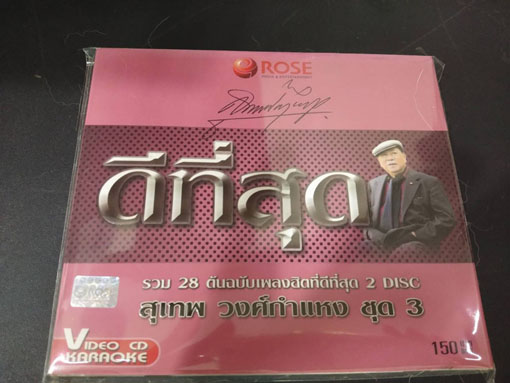 ROSE
MEDIA & ENTERTAINMENT
ดีที่สุด
รวม 28 ต้นฉบับเพลงฮิตที่ดีที่สุด 2 DISC
สุเทพ วงศ์กำแหง ชุด 3
VIDEO CD
KARAOKE
150